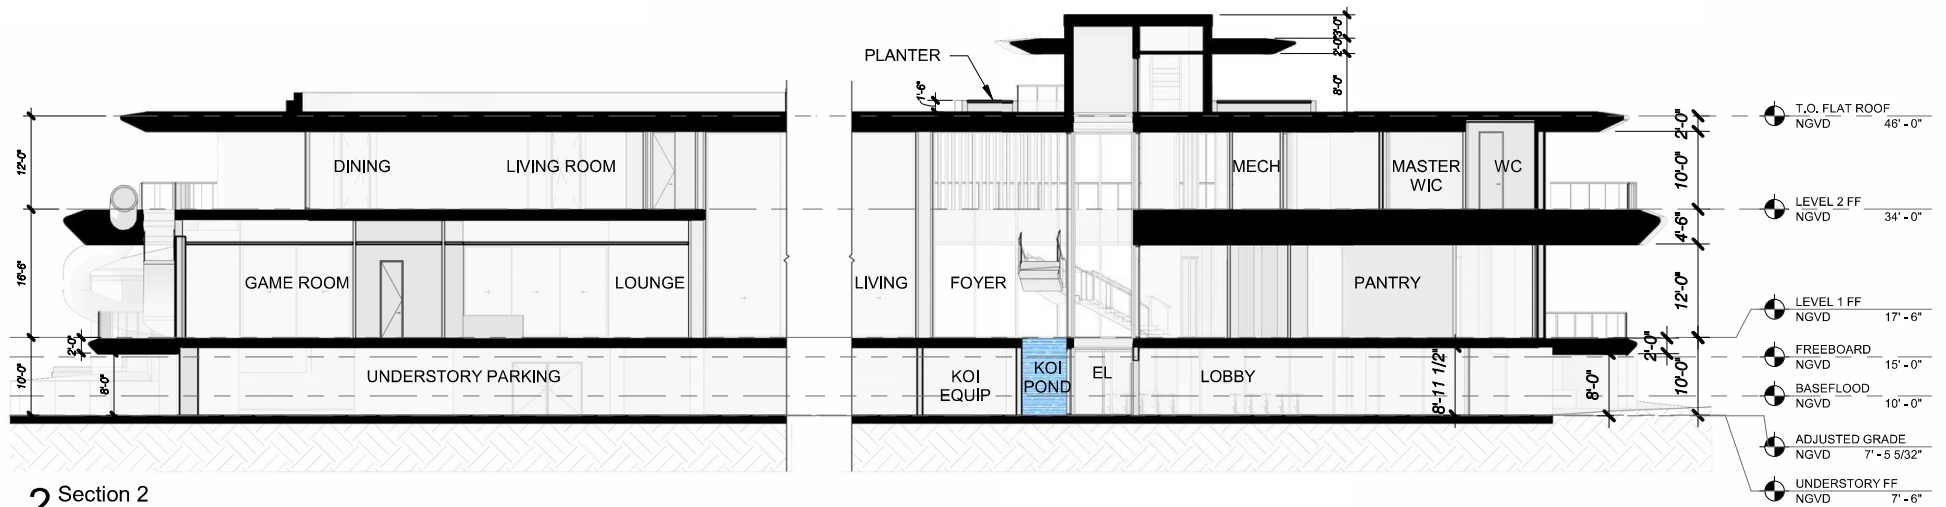 3'-0"
2'-0"
8'-0"
PLANTER
1'-6"
T.O. FLAT ROOF
NGVD 46' - 0"
2'-0"
12'-0"
DINING
LIVING ROOM
MECH
MASTER
WIC
WC
10'-0"
LEVEL 2 FF
NGVD 34' - 0"
4'-6"
16'-6"
GAME ROOM
LOUNGE
LIVING
FOYER
PANTRY
12'-0"
LEVEL 1 FF
NGVD 17' - 6"
2'-0"
2'-0"
FREEBOARD
NGVD 15' - 0"
10'-0"
8'-0"
UNDERSTORY PARKING
KOI
EQUIP
KOI
POND
EL
LOBBY
8'-11 1/2"
8'-0"
10'-0"
BASEFLOOD
NGVD 10' - 0"
ADJUSTED GRADE
NGVD 7' - 5 5/32"
UNDERSTORY FF
NGVD 7' - 6"
2 Section 2